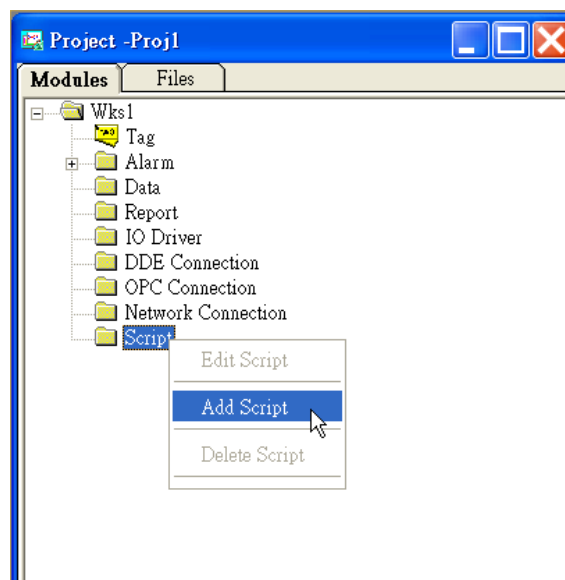 Project -Proj1
Modules Files
Wks1
Tag
Alarm
Data
Report
IO Driver
DDE Connection
OPC Connection
Network Connection
Script
Edit Script
Add Script
Delete Script